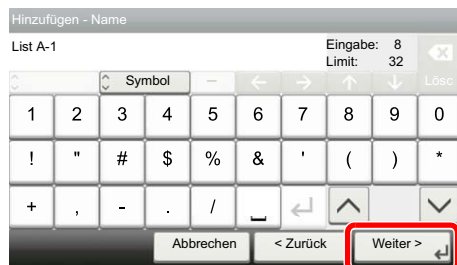 Hinzufügen - Name
List A-1
Eingabe: 8
Limit: 32
Symbol
Lösc
1 2 3 4 5 6 7 8 9 0
! " # $ % & ' ( ) *
+ , - . /
Abbrechen < Zurück Weiter >